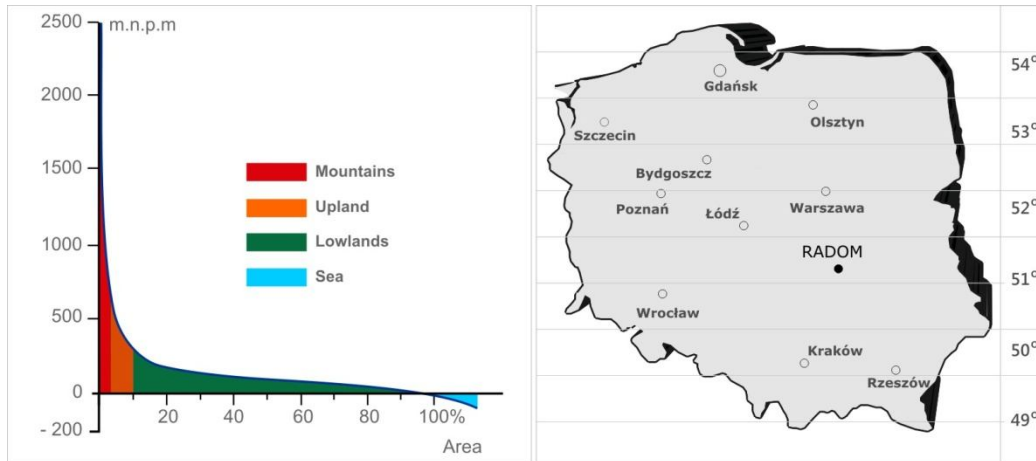 2500
m.n.p.m
2000
1500
1000
500
0
- 200
Mountains
Upland
Lowlands
Sea
20
40
60
80
100%
Area
54°
53°
52°
51°
50°
49°
Gdańsk
Olsztyn
Szczecin
Bydgoszcz
Poznań
Łódź
Warszawa
RADOM
Wrocław
Kraków
Rzeszów